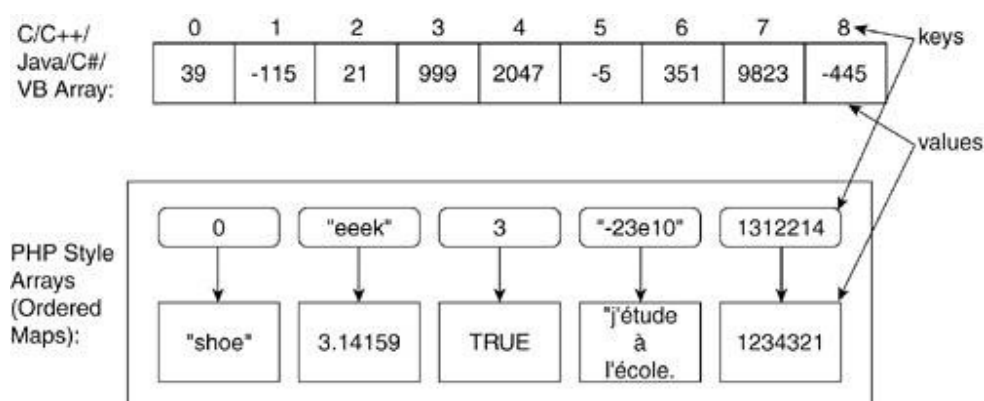 C/C++/
Java/C#/
VB Array:
0 1 2 3 4 5 6 7 8
39 -115 21 999 2047 -5 351 9823 -445
keys
values
PHP Style
Arrays
(Ordered
Maps):
0 "eeek" 3 "-23e10" 1312214
"shoe" 3.14159 TRUE "j'étude
à
l'école. 1234321